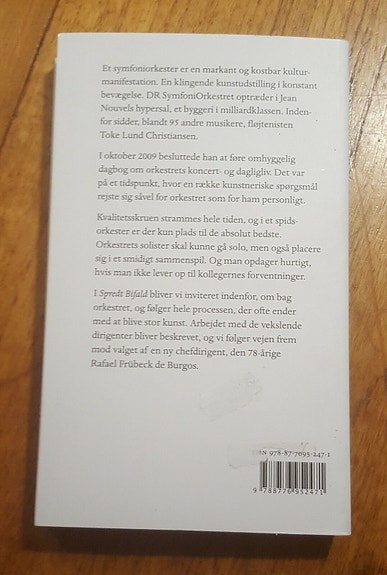 Et symfoniorkester er en markant og kostbar kultur-
manifestation. En klingende kunstudstilling i konstant
bevægelse. DR SymfoniOrkestret optræder i Jean
Nouvels hypersal, et byggeri i milliardklassen. Inden-
for sidder, blandt 95 andre musikere, fløjtenisten
Toke Lund Christiansen.
I oktober 2009 besluttede han at føre omhyggelig
dagbog om orkestrets koncert- og dagligliv. Det var
på et tidspunkt, hvor en række kunstneriske spørgsmål
rejste sig såvel for orkestret som for ham personligt.
Kvalitetsskruen strammes hele tiden, og i et spids-
orkester er der kun plads til de absolut bedste.
Orkestrets solister skal kunne gå solo, men også placere
sig i et smidigt sammenspil. Og man opdager hurtigt,
hvis man ikke lever op til kollegernes forventninger.
I Spredt Bifald bliver vi inviteret indenfor, om bag
orkestret, og følger hele processen, der ofte ender
med at blive stor kunst. Arbejdet med de vekslende
dirigenter bliver beskrevet, og vi følger vejen frem
mod valget af en ny chefdirigent, den 78-årige
Rafael Frübeck de Burgos.
ISBN 978-87-7695-247-1
9 788776 952471